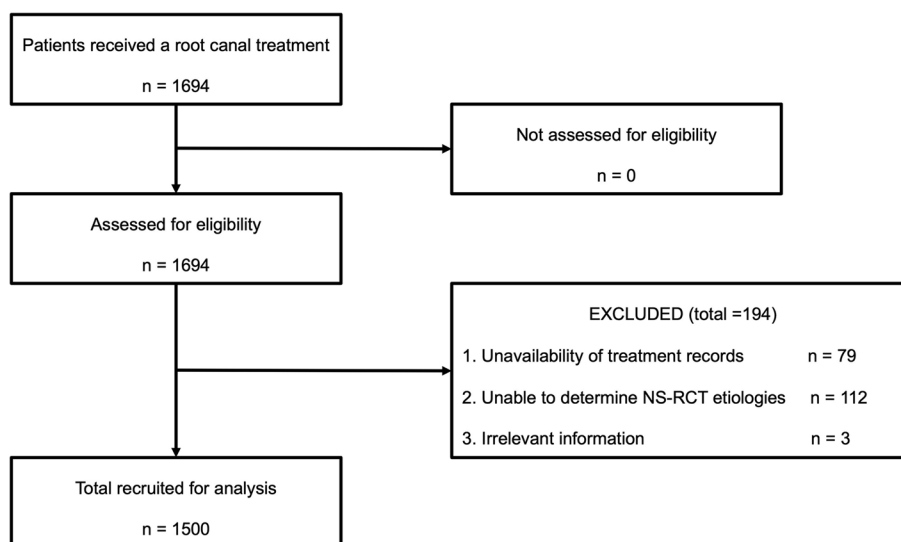 Patients received a root canal treatment
n = 1694
Not assessed for eligibility
n = 0
Assessed for eligibility
n = 1694
EXCLUDED (total =194)
1. Unavailability of treatment records n = 79
2. Unable to determine NS-RCT etiologies n = 112
3. Irrelevant information n = 3
Total recruited for analysis
n = 1500